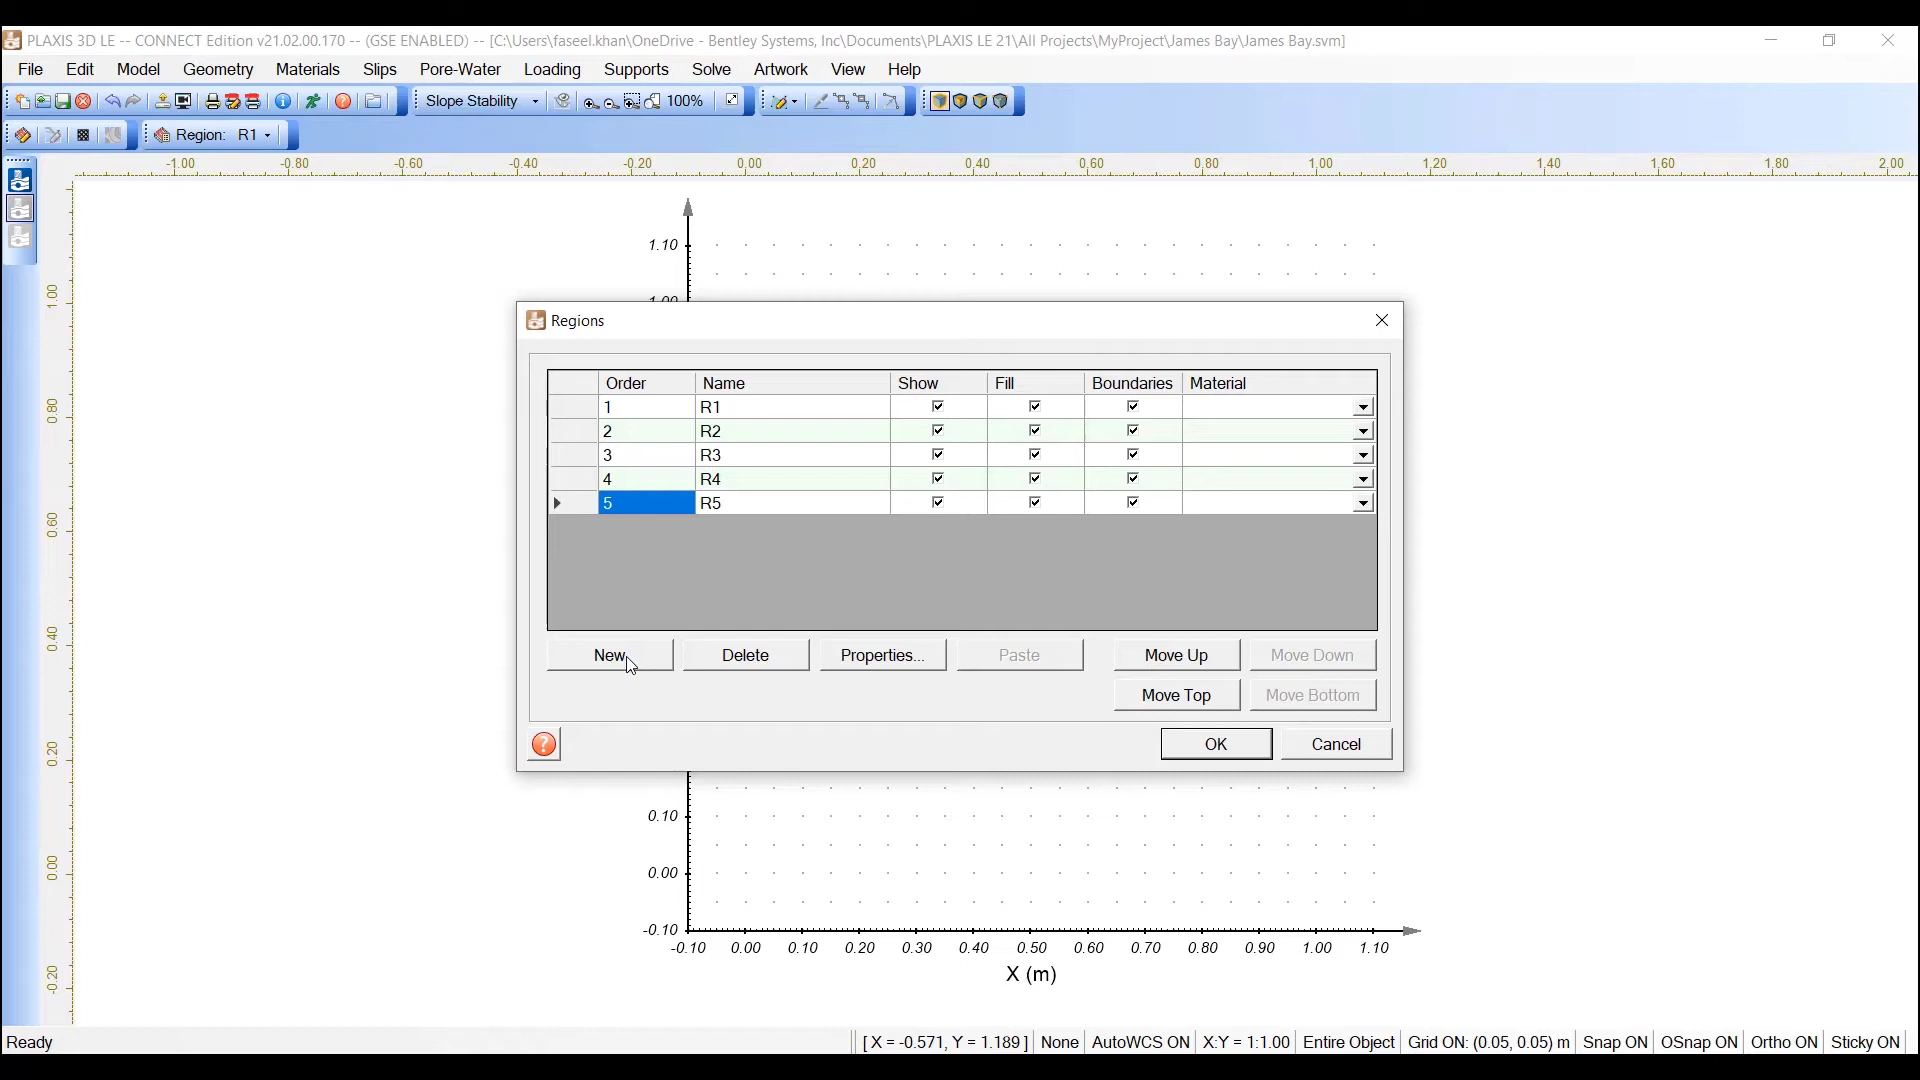 PLAXIS 3D LE -- CONNECT Edition v21.02.00.170 -- (GSE ENABLED) -- [C:\Users\faseel.khan\OneDrive - Bentley Systems, Inc\Documents\PLAXIS LE 21\All Projects\MyProject\James Bay\James Bay.svm]
File Edit Model Geometry Materials Slips Pore-Water Loading Supports Solve Artwork View Help
Slope Stability 100%
Region: R1
-1.00 -0.80 -0.60 -0.40 -0.20 0.00 0.20 0.40 0.60 0.80 1.00 1.20 1.40 1.60 1.80 2.00
1.10
1.00
1.00
Regions
Order Name Show Fill Boundaries Material
1 R1
2 R2
3 R3
4 R4
5 R5
0.80
0.60
0.40
0.20
0.00
-0.20
New Delete Properties... Paste Move Up Move Down
Move Top Move Bottom
OK Cancel
0.10
0.00
-0.10
-0.10 0.00 0.10 0.20 0.30 0.40 0.50 0.60 0.70 0.80 0.90 1.00 1.10
X (m)
Ready [ X = -0.571, Y = 1.189 ] None AutoWCS ON X:Y = 1:1.00 Entire Object Grid ON: (0.05, 0.05) m Snap ON OSnap ON Ortho ON Sticky ON